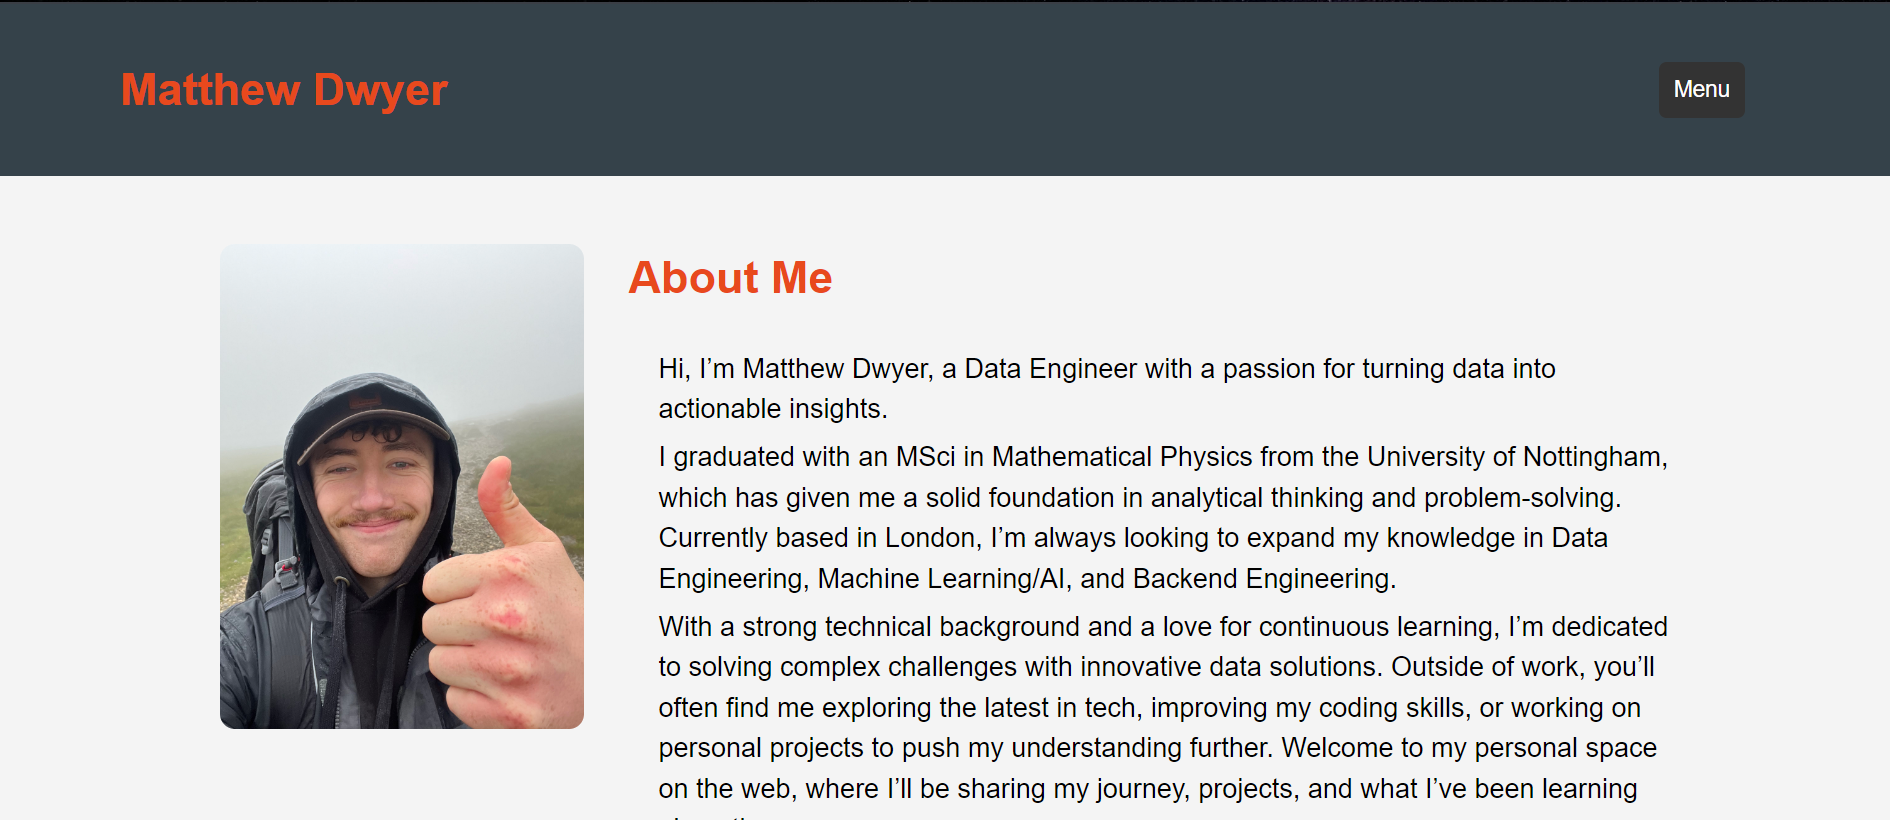 Matthew Dwyer
Menu
About Me
Hi, I’m Matthew Dwyer, a Data Engineer with a passion for turning data into
actionable insights.
I graduated with an MSci in Mathematical Physics from the University of Nottingham,
which has given me a solid foundation in analytical thinking and problem-solving.
Currently based in London, I’m always looking to expand my knowledge in Data
Engineering, Machine Learning/AI, and Backend Engineering.
With a strong technical background and a love for continuous learning, I’m dedicated
to solving complex challenges with innovative data solutions. Outside of work, you’ll
often find me exploring the latest in tech, improving my coding skills, or working on
personal projects to push my understanding further. Welcome to my personal space
on the web, where I’ll be sharing my journey, projects, and what I’ve been learning